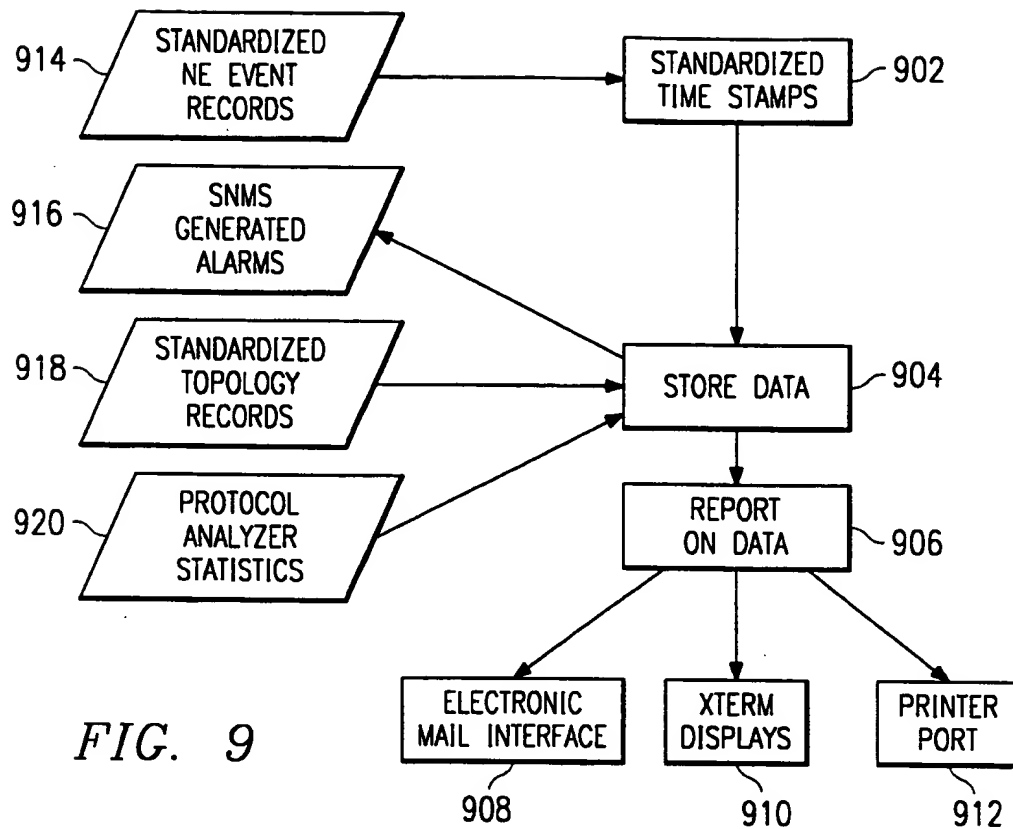 914
STANDARDIZED
NE EVENT
RECORDS
STANDARDIZED
TIME STAMPS
902
916
SNMS
GENERATED
ALARMS
918
STANDARDIZED
TOPOLOGY
RECORDS
STORE DATA
904
920
PROTOCOL
ANALYZER
STATISTICS
REPORT
ON DATA
906
ELECTRONIC
MAIL INTERFACE
XTERM
DISPLAYS
PRINTER
PORT
908
910
912
FIG. 9